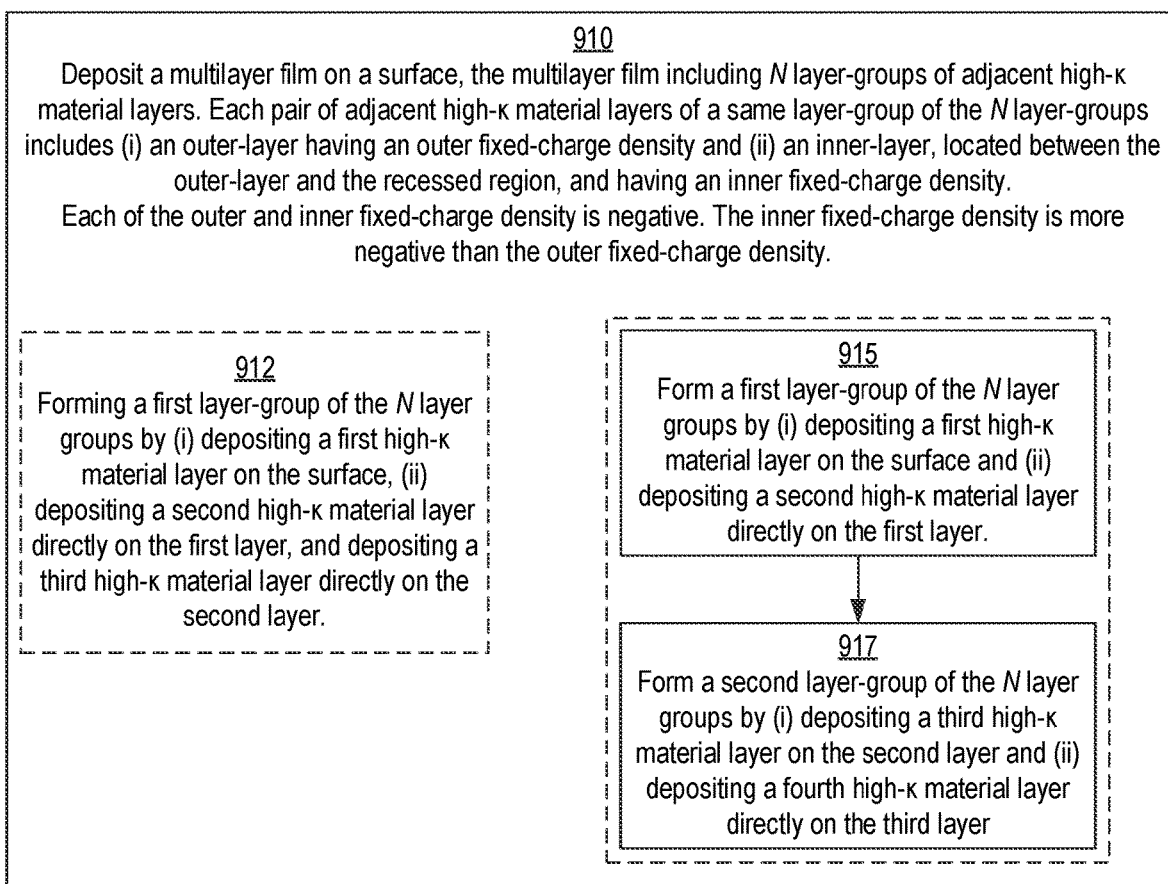 910
Deposit a multilayer film on a surface, the multilayer film including N layer-groups of adjacent high-κ
material layers. Each pair of adjacent high-κ material layers of a same layer-group of the N layer-groups
includes (i) an outer-layer having an outer fixed-charge density and (ii) an inner-layer, located between the
outer-layer and the recessed region, and having an inner fixed-charge density.
Each of the outer and inner fixed-charge density is negative. The inner fixed-charge density is more
negative than the outer fixed-charge density.
912
Forming a first layer-group of the N layer
groups by (i) depositing a first high-κ
material layer on the surface, (ii)
depositing a second high-κ material layer
directly on the first layer, and depositing a
third high-κ material layer directly on the
second layer.
915
Form a first layer-group of the N layer
groups by (i) depositing a first high-κ
material layer on the surface and (ii)
depositing a second high-κ material layer
directly on the first layer.
917
Form a second layer-group of the N layer
groups by (i) depositing a third high-κ
material layer on the second layer and (ii)
depositing a fourth high-κ material layer
directly on the third layer